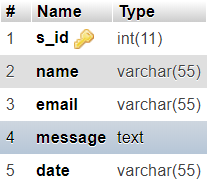 # Name Type
1 s_id int(11)
2 name varchar(55)
3 email varchar(55)
4 message text
5 date varchar(55)